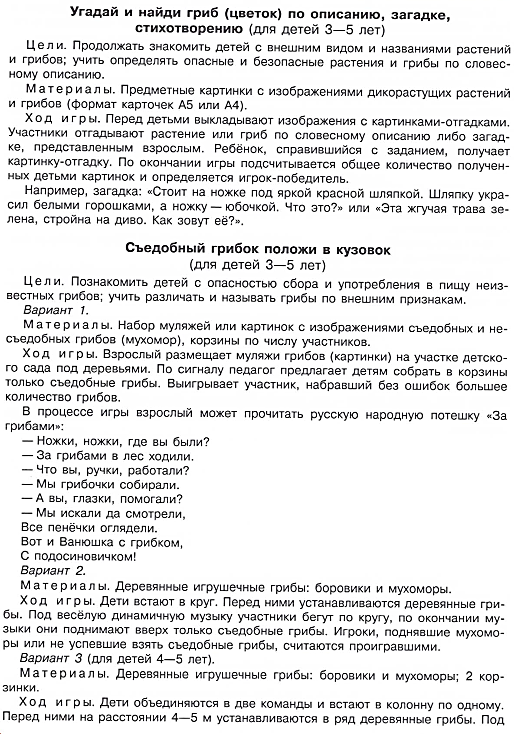 Угадай и найди гриб (цветок) по описанию, загадке,
стихотворению (для детей 3—5 лет)
Цели. Продолжать знакомить детей с внешним видом и названиями растений
и грибов; учить определять опасные и безопасные растения и грибы по словес-
ному описанию.
Материалы. Предметные картинки с изображениями дикорастущих растений
и грибов (формат карточек А5 или А4).
Ход игры. Перед детьми выкладывают изображения с картинками-отгадками.
Участники отгадывают растение или гриб по словесному описанию либо загад-
ке, представленным взрослым. Ребёнок, справившийся с заданием, получает
картинку-отгадку. По окончании игры подсчитывается общее количество получен-
ных детьми картинок и определяется игрок-победитель.
Например, загадка: «Стоит на ножке под яркой красной шляпкой. Шляпку укра-
сил белыми горошками, а ножку — юбочкой. Что это?» или «Эта жгучая трава зе-
лена, стройна на диво. Как зовут её?».
Съедобный грибок положи в кузовок
(для детей 3—5 лет)
Цели. Познакомить детей с опасностью сбора и употребления в пищу неиз-
вестных грибов; учить различать и называть грибы по внешним признакам.
Вариант 1.
Материалы. Набор муляжей или картинок с изображениями съедобных и не-
съедобных грибов (мухомор), корзины по числу участников.
Ход игры. Взрослый размещает муляжи грибов (картинки) на участке детско-
го сада под деревьями. По сигналу педагог предлагает детям собрать в корзины
только съедобные грибы. Выигрывает участник, набравший без ошибок большее
количество грибов.
В процессе игры взрослый может прочитать русскую народную потешку «За
грибами»:
— Ножки, ножки, где вы были?
— За грибами в лес ходили.
— Что вы, ручки, работали?
— Мы грибочки собирали.
— А вы, глазки, помогали?
— Мы искали да смотрели,
Все пенёчки оглядели.
Вот и Ванюшка с грибком,
С подосиновичком!
Вариант 2.
Материалы. Деревянные игрушечные грибы: боровики и мухоморы.
Ход игры. Дети встают в круг. Перед ними устанавливаются деревянные гри-
бы. Под весёлую динамичную музыку участники бегут по кругу, по окончании му-
зыки они поднимают вверх только съедобные грибы. Игроки, поднявшие мухомо-
ры или не успевшие взять съедобные грибы, считаются проигравшими.
Вариант 3 (для детей 4—5 лет).
Материалы. Деревянные игрушечные грибы: боровики и мухоморы; 2 кор-
зинки.
Ход игры. Дети объединяются в две команды и встают в колонну по одному.
Перед ними на расстоянии 4—5 м устанавливаются в ряд деревянные грибы. Под